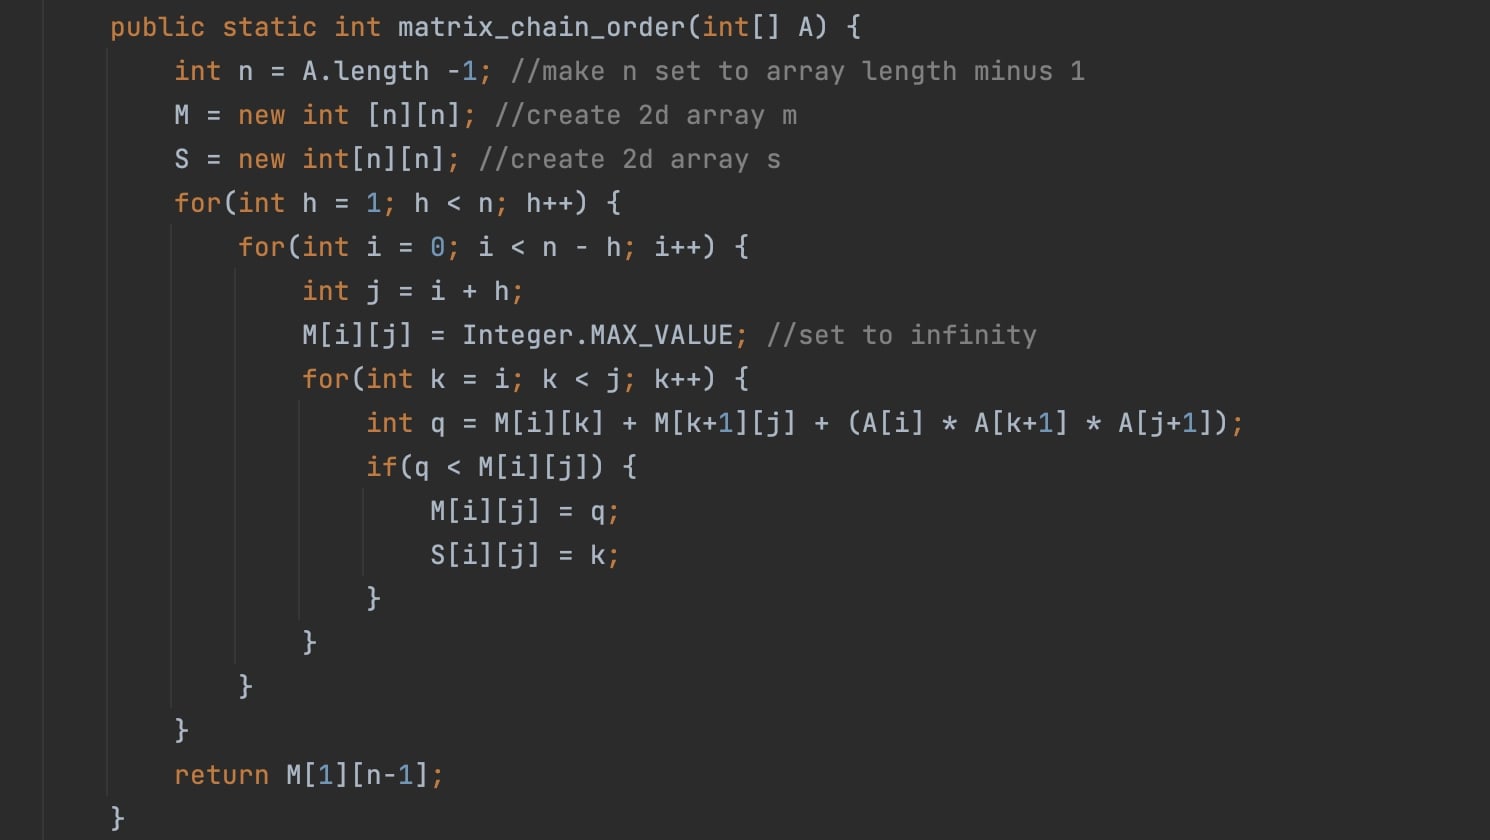 public static int matrix_chain_order(int[] A) {
    int n = A.length -1; //make n set to array length minus 1
    M = new int [n][n]; //create 2d array m
    S = new int[n][n]; //create 2d array s
    for(int h = 1; h < n; h++) {
        for(int i = 0; i < n - h; i++) {
            int j = i + h;
            M[i][j] = Integer.MAX_VALUE; //set to infinity
            for(int k = i; k < j; k++) {
                int q = M[i][k] + M[k+1][j] + (A[i] * A[k+1] * A[j+1]);
                if(q < M[i][j]) {
                    M[i][j] = q;
                    S[i][j] = k;
                }
            }
        }
    }
    return M[1][n-1];
}